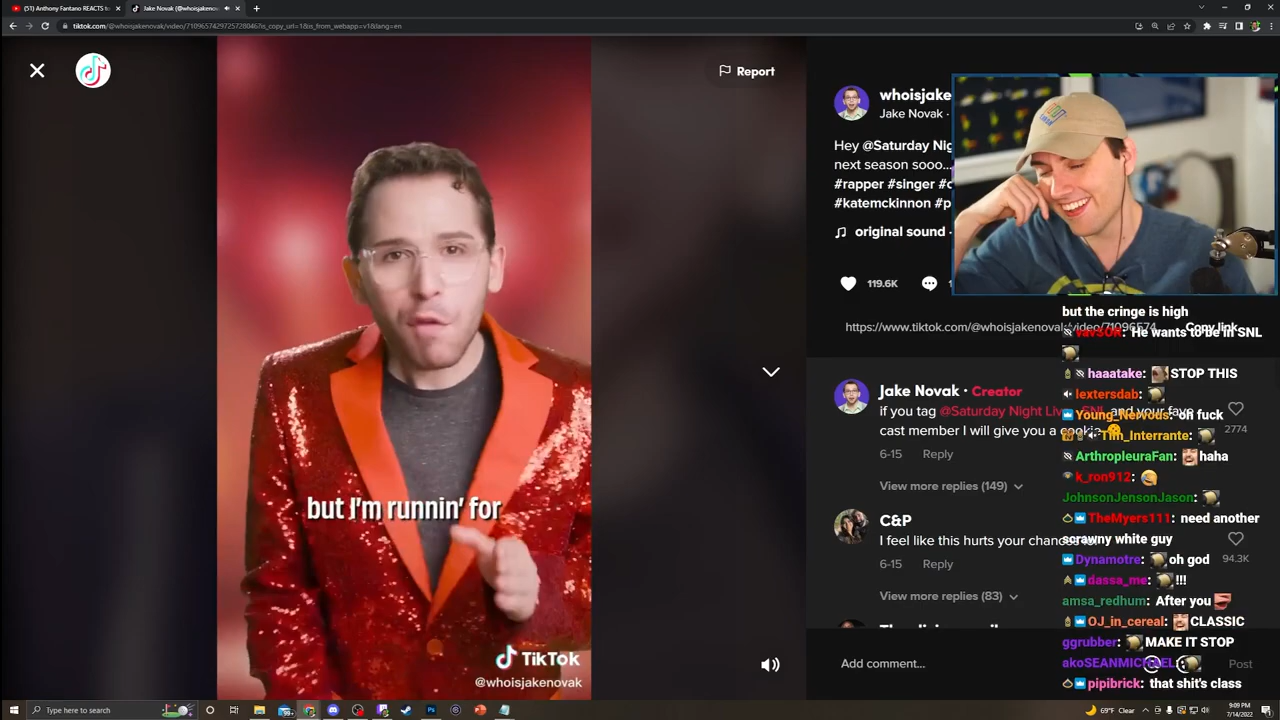 (51) Anthony Fantano REACTS to
Jake Novak (@whoisjakenov
tiktok.com/@whoisjakenovak/video/7109657429725728046?is_copy_url=1&is_from_webapp=v1&lang=en
Report
but I'm runnin' for
TikTok
@whoisjakenovak
whoisjake
Jake Novak ·
Hey @Saturday Nig
next season sooo...
#rapper #singer #c
#katemckinnon #p
original sound -
119.6K
https://www.tiktok.com/@whoisjakenovak/video/71096574
Copy link
Jake Novak · Creator
if you tag @Saturday Night Live - SNL and your fave
cast member I will give you a cookie
2774
6-15 Reply
View more replies (149)
C&P
I feel like this hurts your chances
94.3K
6-15 Reply
View more replies (83)
Add comment...
Post
but the cringe is high
vavSOR: He wants to be in SNL
haaatake: STOP THIS
lextersdab:
Young_Nervous: oh fuck
Tim_Interrante:
ArthropleuraFan: haha
k_ron912:
JohnsonJensonJason:
TheMyers111: need another
scrawny white guy
Dynamotre: oh god
dassa_me: !!!
amsa_redhum: After you
OJ_in_cereal: CLASSIC
ggrubber: MAKE IT STOP
akoSEANMICHAEL:
pipibrick: that shit's class
Type here to search
69°F Clear
9:09 PM
7/14/2022